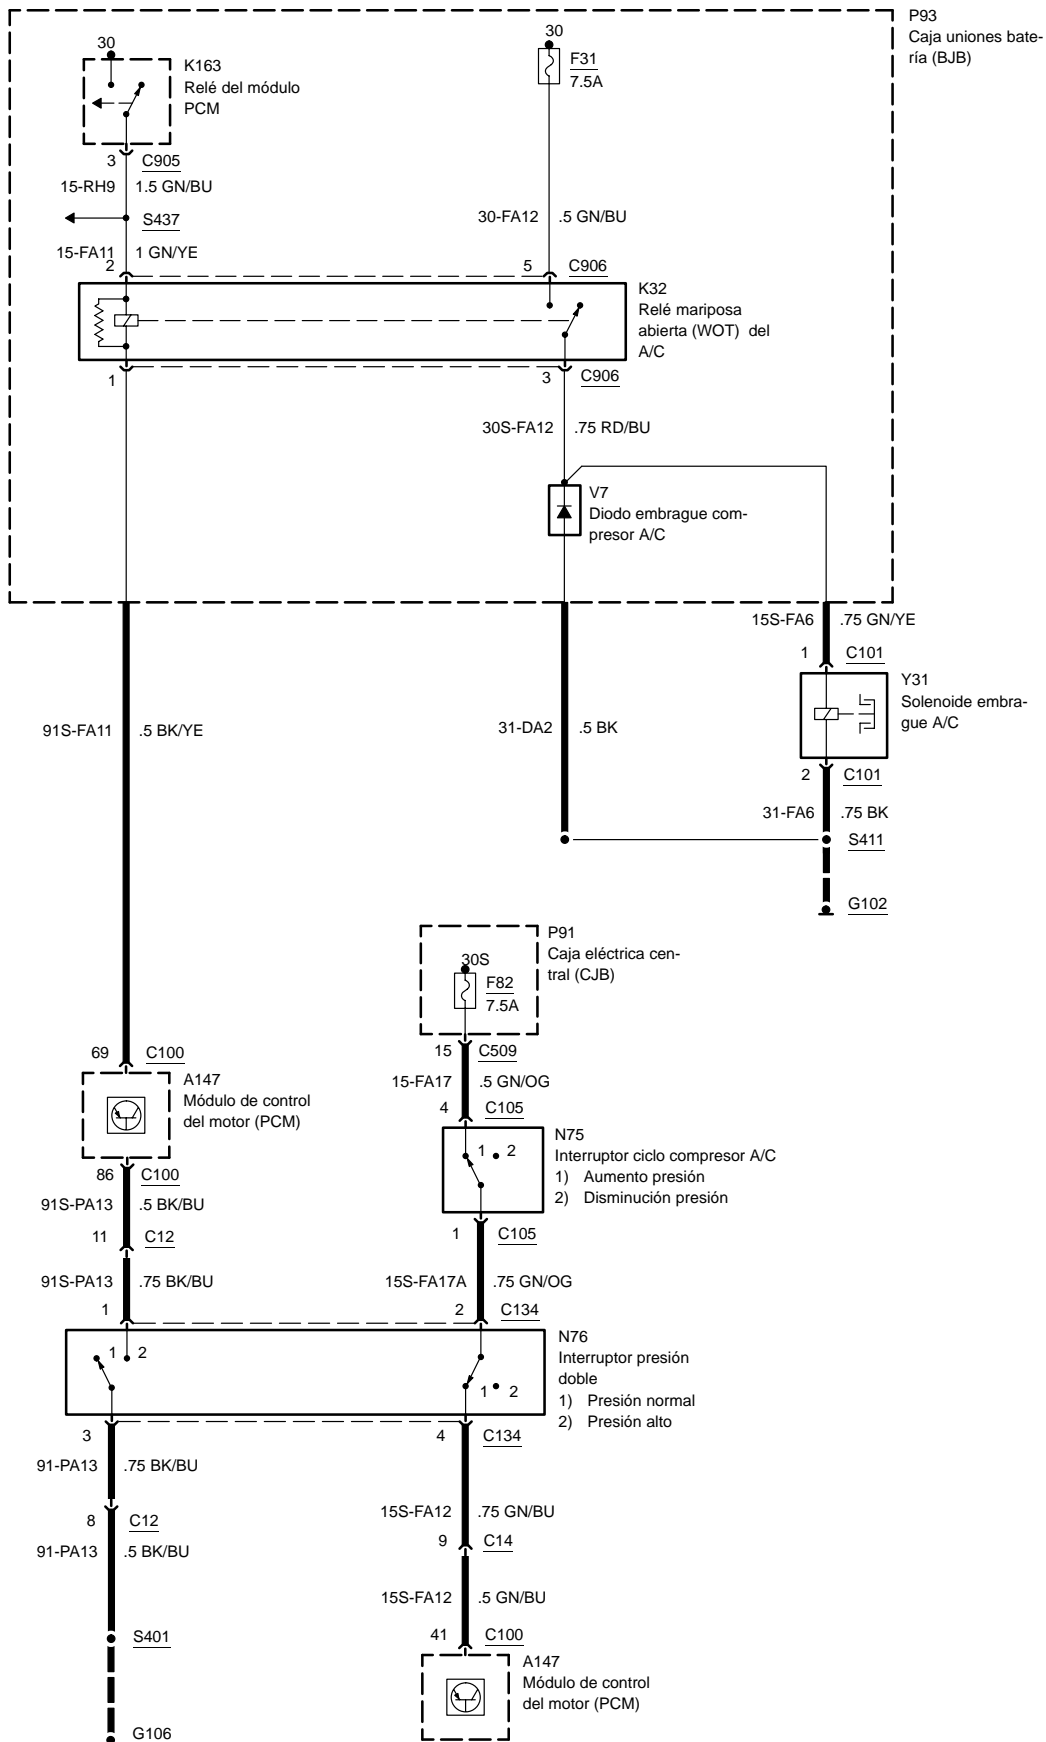 P93
Caja uniones bate-
ría (BJB)
30
K163
Relé del módulo
PCM
30
F31
7.5A
3 C905
15-RH9 1.5 GN/BU
S437
30-FA12 .5 GN/BU
15-FA11 1 GN/YE
2
5 C906
K32
Relé mariposa
abierta (WOT) del
A/C
1
3 C906
30S-FA12 .75 RD/BU
V7
Diodo embrague com-
presor A/C
15S-FA6 .75 GN/YE
1 C101
Y31
Solenoide embra-
gue A/C
91S-FA11 .5 BK/YE
31-DA2 .5 BK
2 C101
31-FA6 .75 BK
S411
G102
P91
Caja eléctrica cen-
tral (CJB)
30S
F82
7.5A
69 C100
15 C509
A147
Módulo de control
del motor (PCM)
15-FA17 .5 GN/OG
4 C105
N75
Interruptor ciclo compresor A/C
1) Aumento presión
2) Disminución presión
1 2
86 C100
91S-PA13 .5 BK/BU
11 C12
1 C105
91S-PA13 .75 BK/BU
15S-FA17A .75 GN/OG
1
2 C134
N76
Interruptor presión
doble
1) Presión normal
2) Presión alto
1 2
1 2
3
4 C134
91-PA13 .75 BK/BU
15S-FA12 .75 GN/BU
8 C12
9 C14
91-PA13 .5 BK/BU
15S-FA12 .5 GN/BU
S401
41 C100
A147
Módulo de control
del motor (PCM)
G106